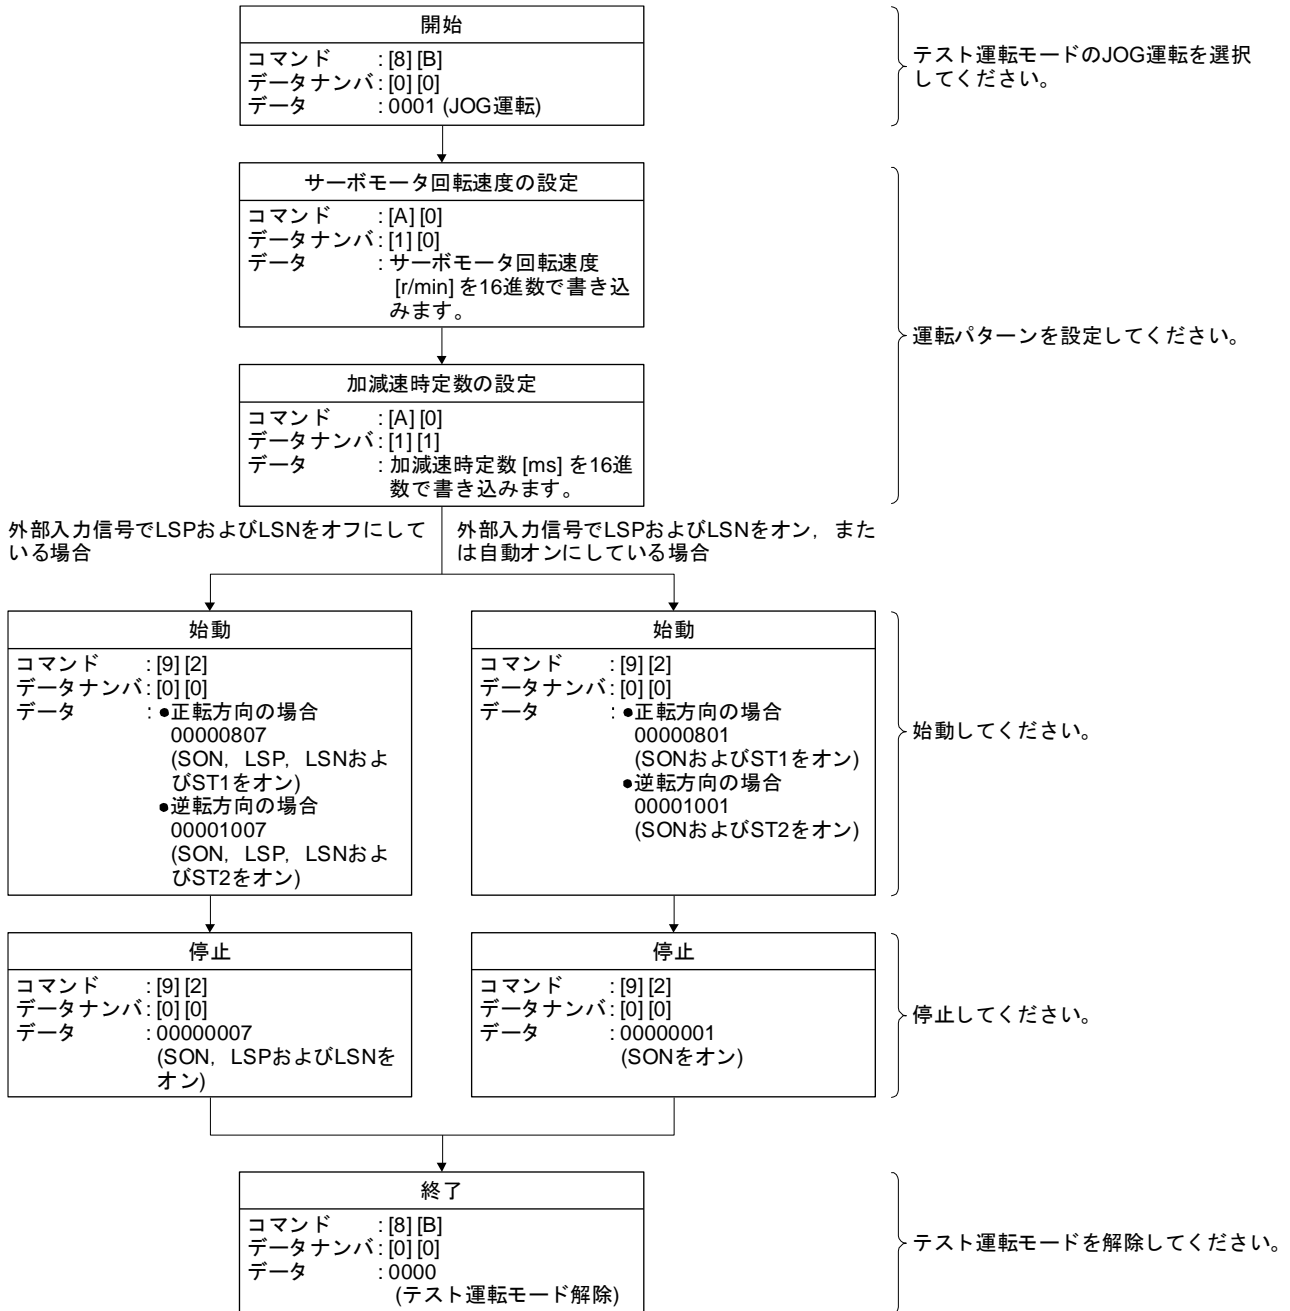 開始
コマンド :[8] [B]
データナンバ:[0] [0]
データ :0001 (JOG運転)
テスト運転モードのJOG運転を選択
してください。
サーボモータ回転速度の設定
コマンド :[A] [0]
データナンバ:[1] [0]
データ :サーボモータ回転速度
[r/min] を16進数で書き込
みます。
加減速時定数の設定
コマンド :[A] [0]
データナンバ:[1] [1]
データ :加減速時定数 [ms] を16進
数で書き込みます。
運転パターンを設定してください。
外部入力信号でLSPおよびLSNをオフにして
いる場合
外部入力信号でLSPおよびLSNをオン，また
は自動オンにしている場合
始動
コマンド :[9] [2]
データナンバ:[0] [0]
データ :●正転方向の場合
00000807
(SON，LSP，LSNおよ
びST1をオン)
●逆転方向の場合
00001007
(SON，LSP，LSNおよ
びST2をオン)
始動
コマンド :[9] [2]
データナンバ:[0] [0]
データ :●正転方向の場合
00000801
(SONおよびST1をオン)
●逆転方向の場合
00001001
(SONおよびST2をオン)
始動してください。
停止
コマンド :[9] [2]
データナンバ:[0] [0]
データ :00000007
(SON，LSPおよびLSNを
オン)
停止
コマンド :[9] [2]
データナンバ:[0] [0]
データ :00000001
(SONをオン)
停止してください。
終了
コマンド :[8] [B]
データナンバ:[0] [0]
データ :0000
(テスト運転モード解除)
テスト運転モードを解除してください。